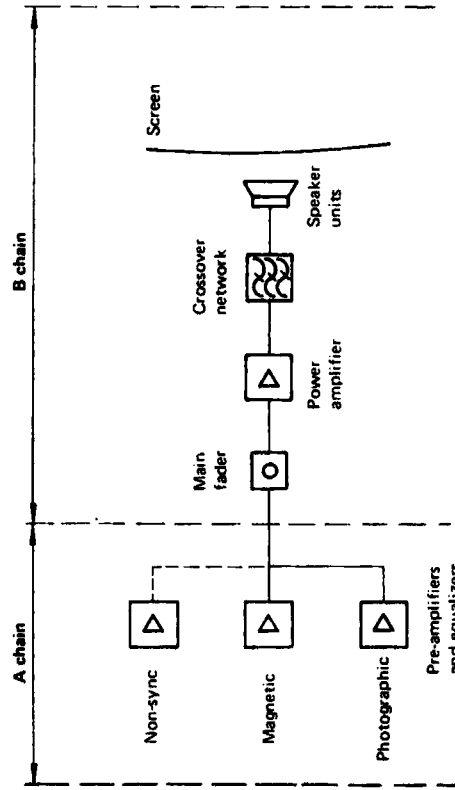 A chain
B chain
Non-sync
Magnetic
Photographic
Pre-amplifiers
and equalizers
Main
fader
Power
amplifier
Crossover
network
Speaker
units
Screen